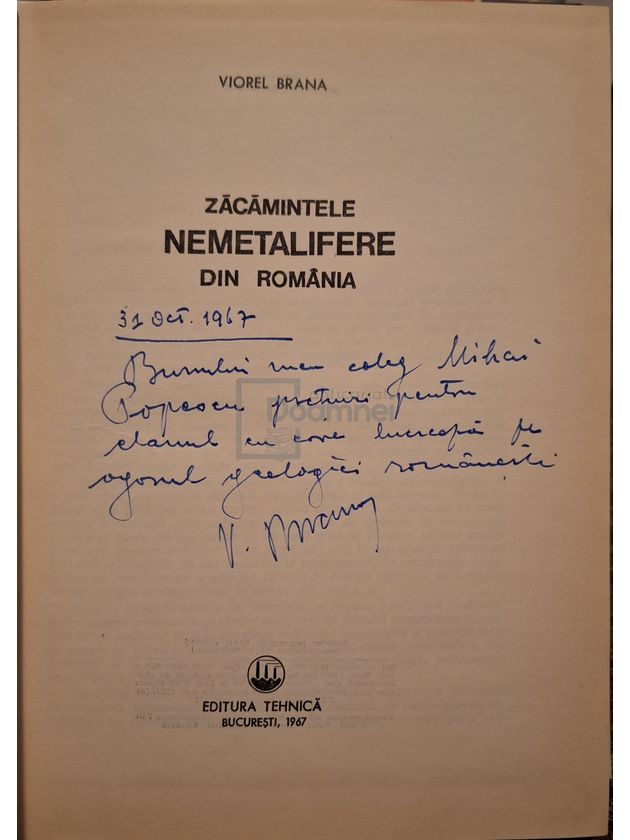 VIOREL BRANA
ZĂCĂMINTELE
NEMETALIFERE
DIN ROMÂNIA
31 Oct. 1967
Bunului meu coleg Mihai
Popescu prețuiri pentru
elanul cu care lucrează pe
ogorul geologiei românești
V. Brana
EDITURA TEHNICĂ
BUCUREȘTI, 1967